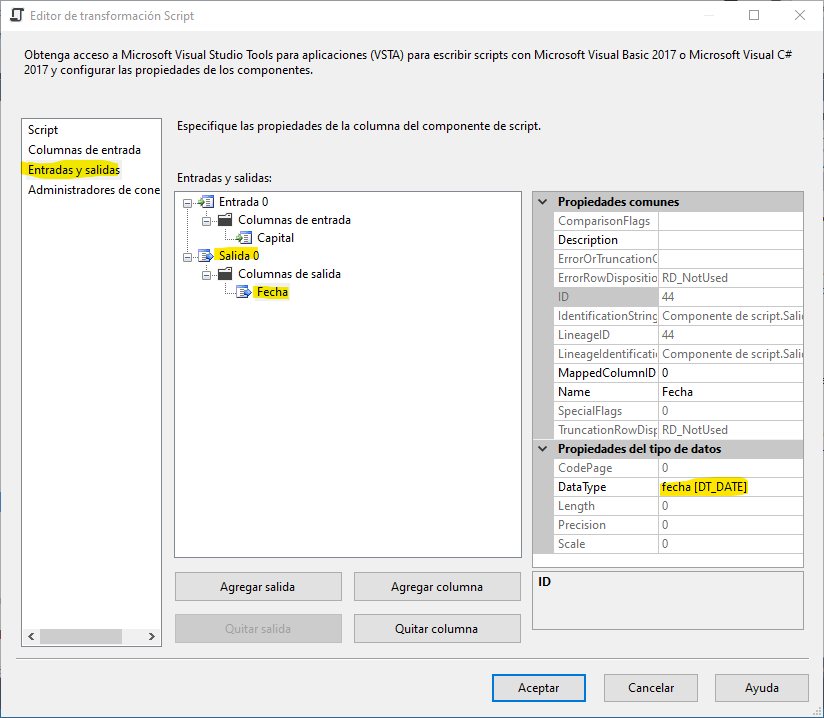 Editor de transformación Script
Obtenga acceso a Microsoft Visual Studio Tools para aplicaciones (VSTA) para escribir scripts con Microsoft Visual Basic 2017 o Microsoft Visual C#
2017 y configurar las propiedades de los componentes.
Script
Columnas de entrada
Entradas y salidas
Administradores de cone
Especifique las propiedades de la columna del componente de script.
Entradas y salidas:
Entrada 0
Columnas de entrada
Capital
Salida 0
Columnas de salida
Fecha
Propiedades comunes
ComparisonFlags
Description
ErrorOrTruncationO
ErrorRowDispositio RD_NotUsed
ID 44
IdentificationString Componente de script.Salid
LineageID 44
LineageIdentificatio Componente de script.Salid
MappedColumnID 0
Name Fecha
SpecialFlags 0
TruncationRowDisp RD_NotUsed
Propiedades del tipo de datos
CodePage 0
DataType fecha [DT_DATE]
Length 0
Precision 0
Scale 0
ID
Agregar salida Agregar columna
Quitar salida Quitar columna
Aceptar Cancelar Ayuda